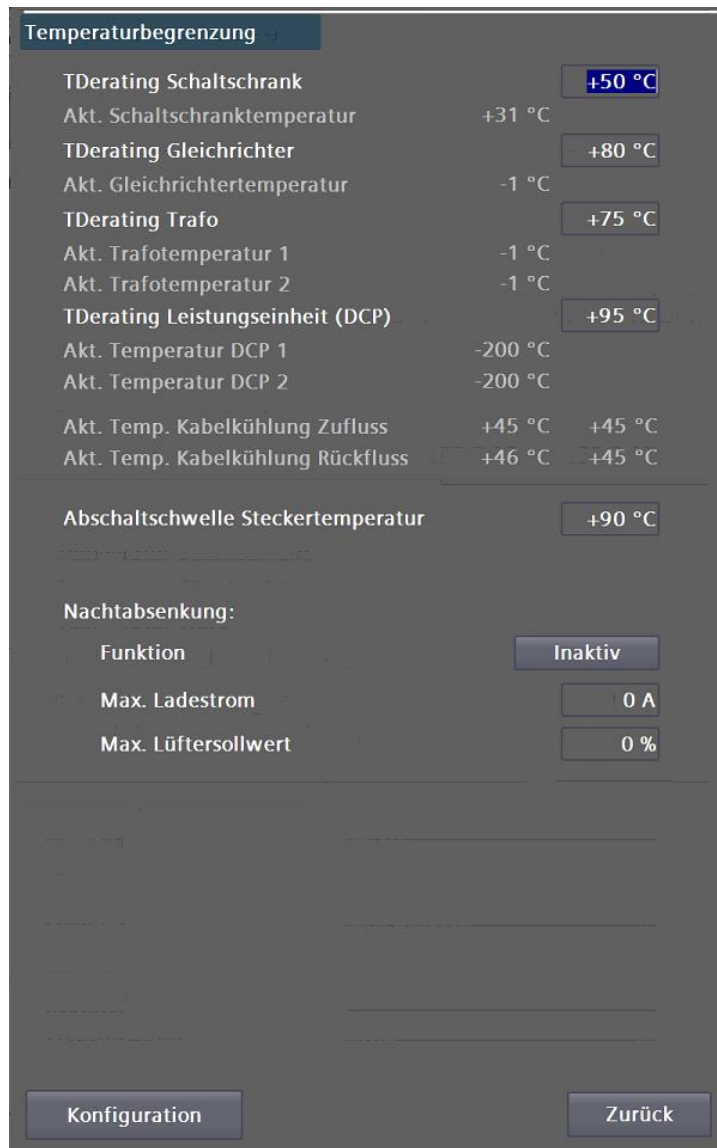 Temperaturbegrenzung
TDerating Schaltschrank +50 °C
Akt. Schaltschranktemperatur +31 °C
TDerating Gleichrichter +80 °C
Akt. Gleichrichtertemperatur -1 °C
TDerating Trafo +75 °C
Akt. Trafotemperatur 1 -1 °C
Akt. Trafotemperatur 2 -1 °C
TDerating Leistungseinheit (DCP) +95 °C
Akt. Temperatur DCP 1 -200 °C
Akt. Temperatur DCP 2 -200 °C
Akt. Temp. Kabelkühlung Zufluss +45 °C +45 °C
Akt. Temp. Kabelkühlung Rückfluss +46 °C +45 °C
Abschaltschwelle Steckertemperatur +90 °C
Nachtabsenkung:
Funktion Inaktiv
Max. Ladestrom 0 A
Max. Lüftersollwert 0 %
Konfiguration Zurück